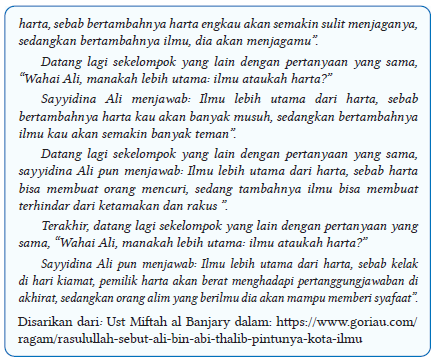 harta, sebab bertambahnya harta engkau akan semakin sulit menjaganya,
sedangkan bertambahnya ilmu, dia akan menjagamu”.
Datang lagi sekelompok yang lain dengan pertanyaan yang sama,
“Wahai Ali, manakah lebih utama: ilmu ataukah harta?”
Sayyidina Ali menjawab: Ilmu lebih utama dari harta, sebab
bertambahnya harta kau akan banyak musuh, sedangkan bertambahnya
ilmu kau akan semakin banyak teman”.
Datang lagi sekelompok yang lain dengan pertanyaan yang sama,
sayyidina Ali pun menjawab: Ilmu lebih utama dari harta, sebab harta
bisa membuat orang mencuri, sedang tambahnya ilmu bisa membuat
terhindar dari ketamakan dan rakus ”.
Terakhir, datang lagi sekelompok yang lain dengan pertanyaan yang
sama, “Wahai Ali, manakah lebih utama: ilmu ataukah harta?”
Sayyidina Ali pun menjawab: Ilmu lebih utama dari harta, sebab kelak
di hari kiamat, pemilik harta akan berat menghadapi pertanggungjawaban di
akhirat, sedangkan orang alim yang berilmu dia akan mampu memberi syafaat”.
Disarikan dari: Ust Miftah al Banjary dalam: https://www.goriau.com/
ragam/rasulullah-sebut-ali-bin-abi-thalib-pintunya-kota-ilmu